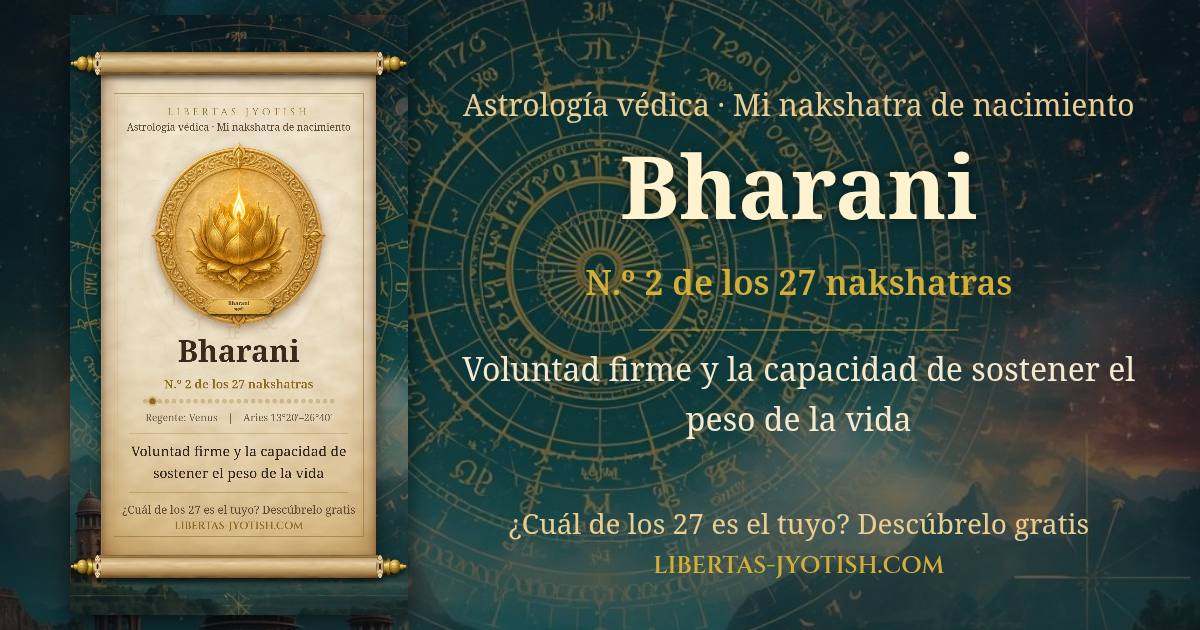 LIBERTAS JYOTISH
Astrología védica · Mi nakshatra de nacimiento
Bharani
Bharani
N.º 2 de los 27 nakshatras
Regente: Venus | Aries 13°20'–26°40'
Voluntad firme y la capacidad de
sostener el peso de la vida
¿Cuál de los 27 es el tuyo? Descúbrelo gratis
LIBERTAS-JYOTISH.COM
Astrología védica · Mi nakshatra de nacimiento
Bharani
N.º 2 de los 27 nakshatras
Voluntad firme y la capacidad de sostener el
peso de la vida
¿Cuál de los 27 es el tuyo? Descúbrelo gratis
LIBERTAS-JYOTISH.COM